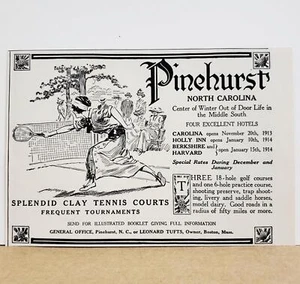 Pinehurst
NORTH CAROLINA
Center of Winter Out of Door Life in
the Middle South
FOUR EXCELLENT HOTELS
CAROLINA opens November 20th, 1913
HOLLY INN opens January 10th, 1914
BERKSHIRE and
HARVARD } open January 15th, 1914
Special Rates During December and
January
THREE 18-hole golf courses
and one 6-hole practice course,
shooting preserve, trap shoot-
ing, livery and saddle horses,
model dairy. Good roads in a
radius of fifty miles or more.
SPLENDID CLAY TENNIS COURTS
FREQUENT TOURNAMENTS
SEND FOR ILLUSTRATED BOOKLET GIVING FULL INFORMATION
GENERAL OFFICE, Pinehurst, N. C., or LEONARD TUFTS, Owner, Boston, Mass.